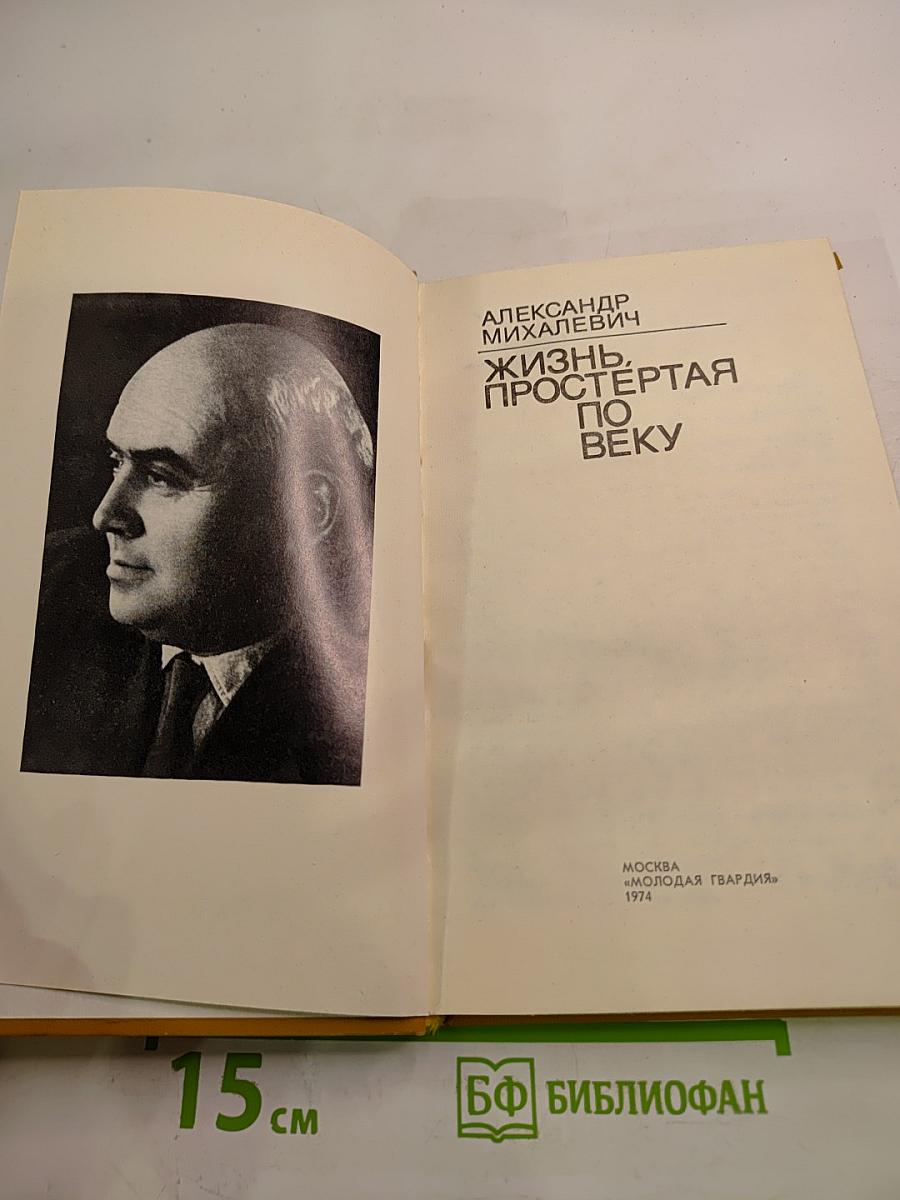 АЛЕКСАНДР
МИХАЛЕВИЧ
ЖИЗНЬ,
ПРОСТЕРТАЯ
ПО
ВЕКУ
МОСКВА
«МОЛОДАЯ ГВАРДИЯ»
1974
15 см
БФ БИБЛИОФАН